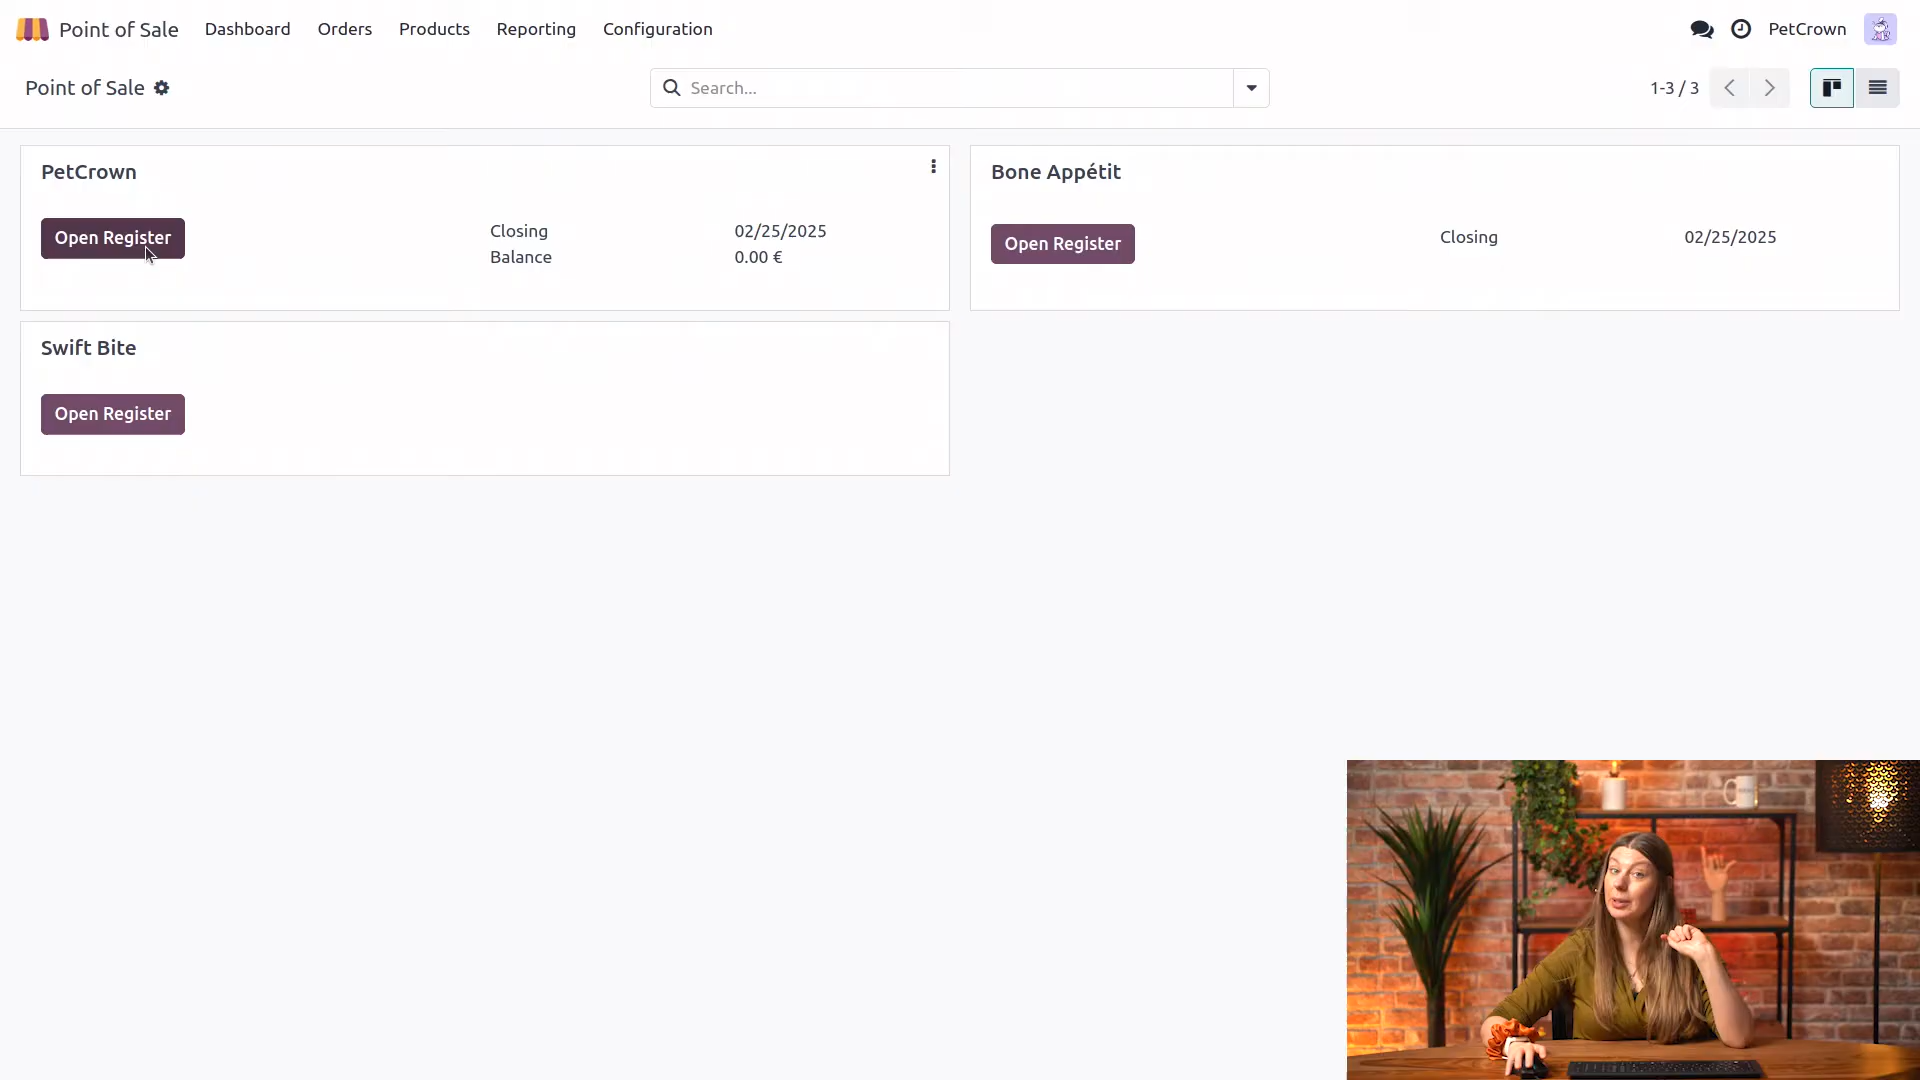 Point of Sale Dashboard Orders Products Reporting Configuration PetCrown
Point of Sale Search... 1-3 / 3
PetCrown
Open Register Closing 02/25/2025
Balance 0.00 €
Bone Appétit
Open Register Closing 02/25/2025
Swift Bite
Open Register